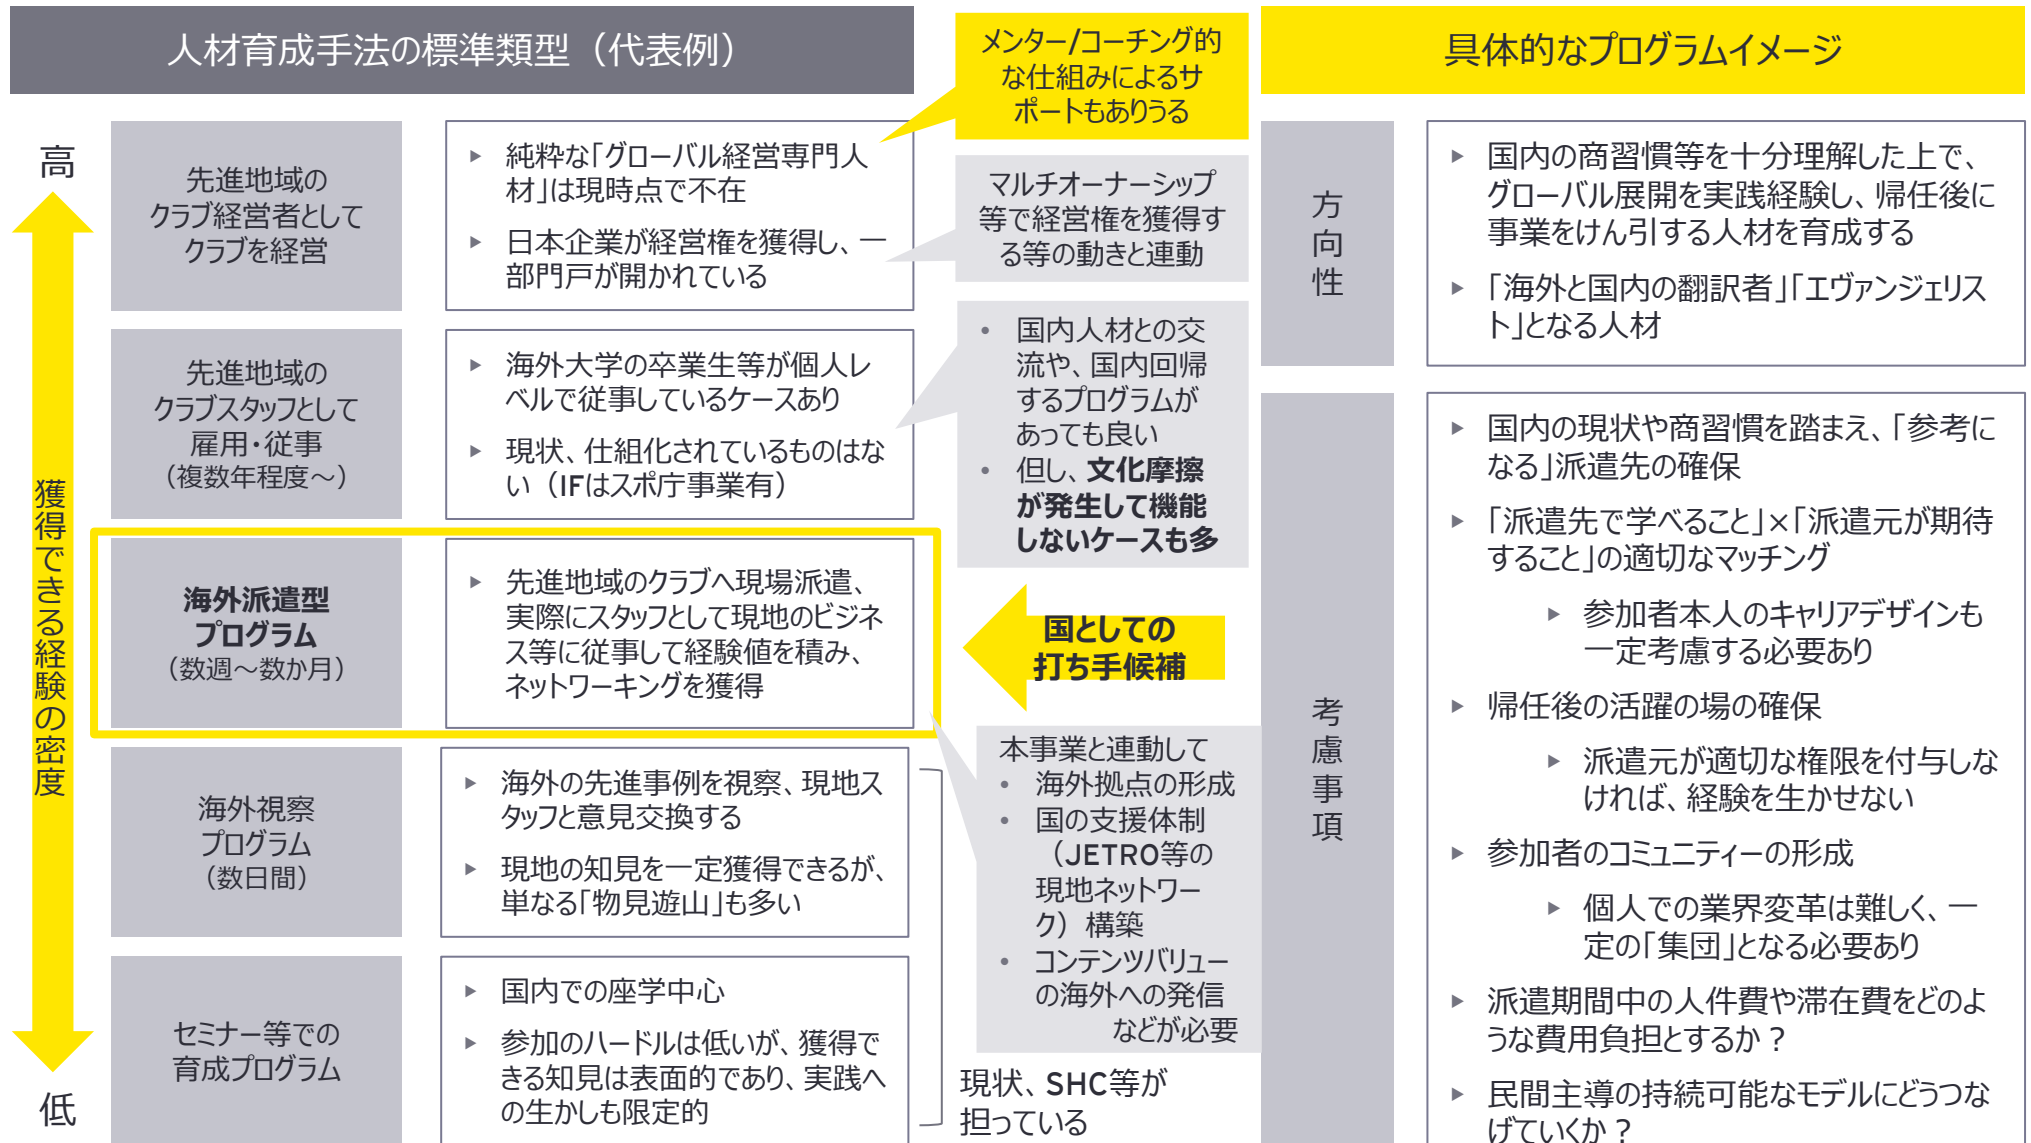 人材育成手法の標準類型（代表例）
高
獲得できる経験の密度
低
先進地域の
クラブ経営者として
クラブを経営
▶ 純粋な「グローバル経営専門人
材」は現時点で不在
▶ 日本企業が経営権を獲得し、一
部門戸が開かれている
先進地域の
クラブスタッフとして
雇用・従事
（複数年程度～）
▶ 海外大学の卒業生等が個人レ
ベルで従事しているケースあり
▶ 現状、仕組化されているものはな
い（IFはスポ庁事業有）
海外派遣型
プログラム
（数週～数か月）
▶ 先進地域のクラブへ現場派遣、
実際にスタッフとして現地のビジネ
ス等に従事して経験値を積み、
ネットワーキングを獲得
海外視察
プログラム
（数日間）
▶ 海外の先進事例を視察、現地ス
タッフと意見交換する
▶ 現地の知見を一定獲得できるが、
単なる「物見遊山」も多い
セミナー等での
育成プログラム
▶ 国内での座学中心
▶ 参加のハードルは低いが、獲得で
きる知見は表面的であり、実践へ
の生かしも限定的
メンター/コーチング的
な仕組みによるサ
ポートもありうる
マルチオーナーシップ
等で経営権を獲得す
る等の動きと連動
• 国内人材との交
流や、国内回帰
するプログラムが
あっても良い
• 但し、文化摩擦
が発生して機能
しないケースも多
国としての
打ち手候補
本事業と連動して
• 海外拠点の形成
• 国の支援体制
（JETRO等の
現地ネットワー
ク）構築
• コンテンツバリュー
の海外への発信
などが必要
現状、SHC等が
担っている
具体的なプログラムイメージ
方向性
▶ 国内の商習慣等を十分理解した上で、
グローバル展開を実践経験し、帰任後に
事業をけん引する人材を育成する
▶ 「海外と国内の翻訳者」「エヴァンジェリス
ト」となる人材
考慮事項
▶ 国内の現状や商習慣を踏まえ、「参考に
なる」派遣先の確保
▶ 「派遣先で学べること」×「派遣元が期待
すること」の適切なマッチング
▶ 参加者本人のキャリアデザインも
一定考慮する必要あり
▶ 帰任後の活躍の場の確保
▶ 派遣元が適切な権限を付与しな
ければ、経験を生かせない
▶ 参加者のコミュニティーの形成
▶ 個人での業界変革は難しく、一
定の「集団」となる必要あり
▶ 派遣期間中の人件費や滞在費をどのよ
うな費用負担とするか？
▶ 民間主導の持続可能なモデルにどうつな
げていくか？